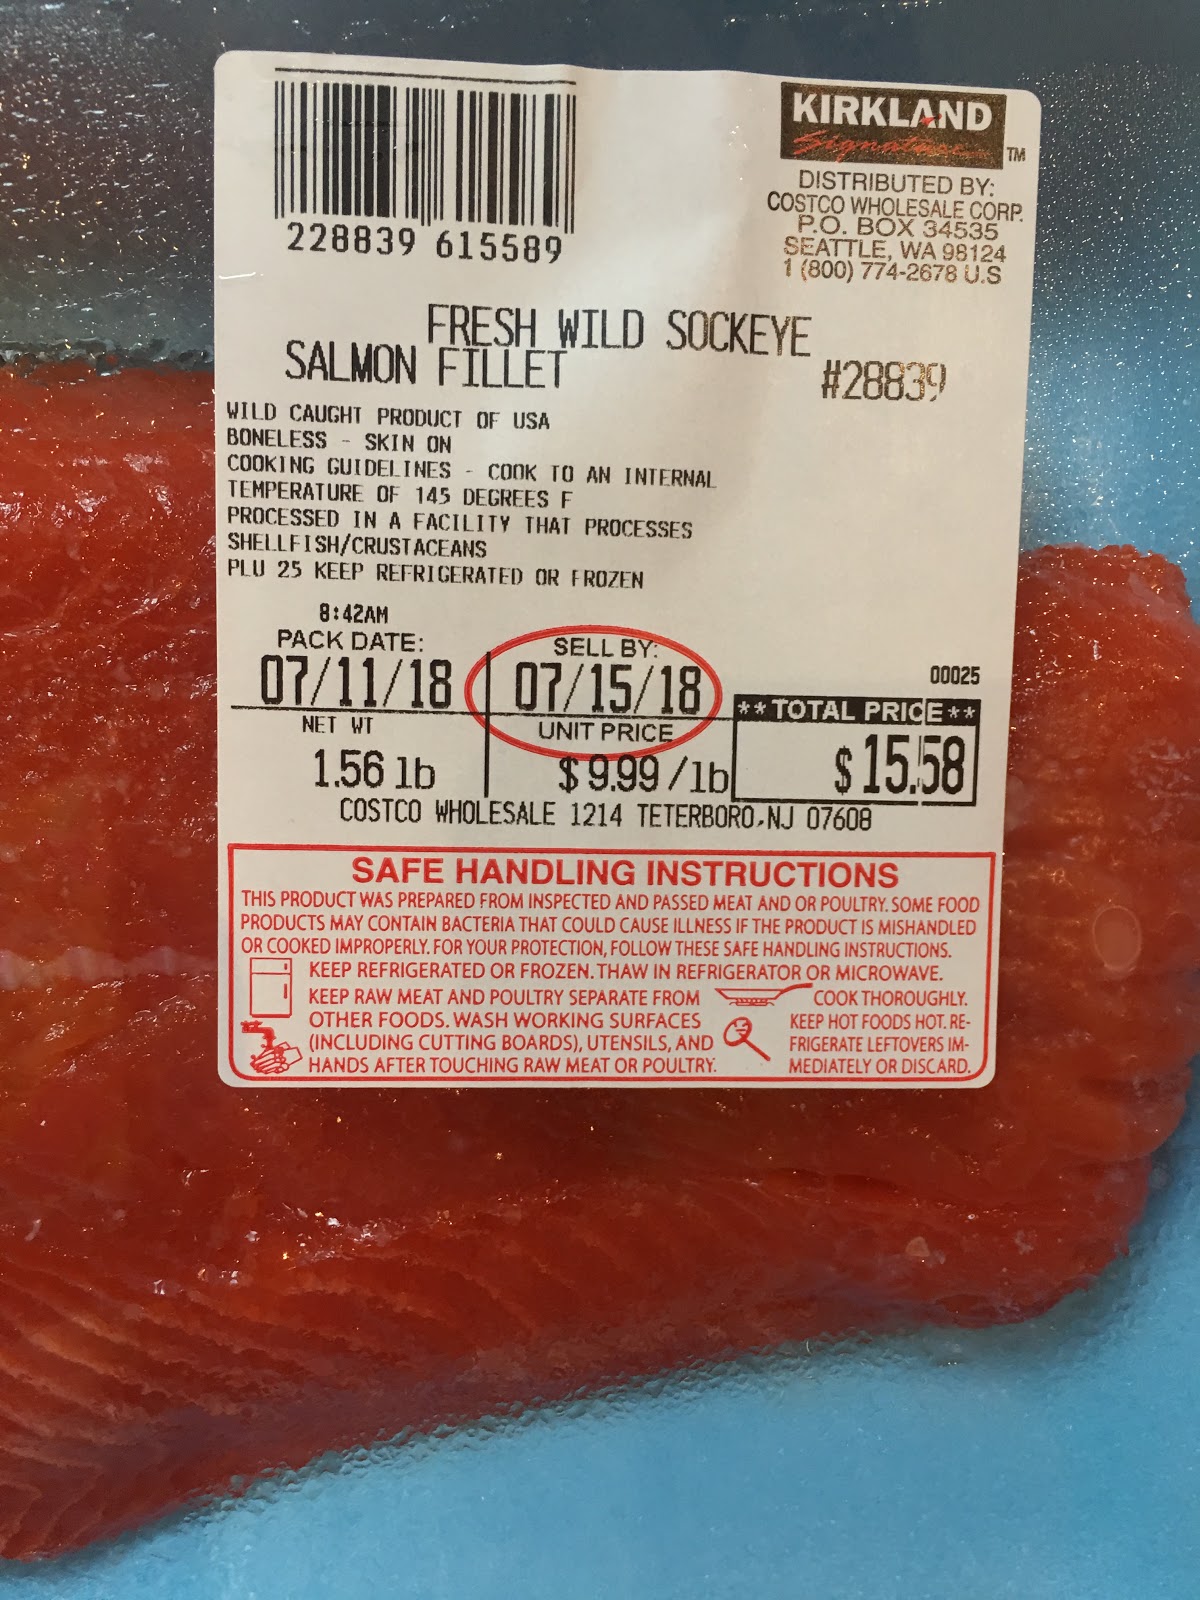 228839 615589
KIRKLAND
Signature
TM
DISTRIBUTED BY:
COSTCO WHOLESALE CORP.
P.O. BOX 34535
SEATTLE, WA 98124
1 (800) 774-2678 U.S
FRESH WILD SOCKEYE
SALMON FILLET
#28839
WILD CAUGHT PRODUCT OF USA
BONELESS - SKIN ON
COOKING GUIDELINES - COOK TO AN INTERNAL
TEMPERATURE OF 145 DEGREES F
PROCESSED IN A FACILITY THAT PROCESSES
SHELLFISH/CRUSTACEANS
PLU 25 KEEP REFRIGERATED OR FROZEN
8:42AM
PACK DATE:
07/11/18
SELL BY:
07/15/18
00025
NET WT
1.56 lb
UNIT PRICE
$9.99/lb
**TOTAL PRICE**
$15.58
COSTCO WHOLESALE 1214 TETERBORO,NJ 07608
SAFE HANDLING INSTRUCTIONS
THIS PRODUCT WAS PREPARED FROM INSPECTED AND PASSED MEAT AND OR POULTRY. SOME FOOD
PRODUCTS MAY CONTAIN BACTERIA THAT COULD CAUSE ILLNESS IF THE PRODUCT IS MISHANDLED
OR COOKED IMPROPERLY. FOR YOUR PROTECTION, FOLLOW THESE SAFE HANDLING INSTRUCTIONS.
KEEP REFRIGERATED OR FROZEN. THAW IN REFRIGERATOR OR MICROWAVE.
KEEP RAW MEAT AND POULTRY SEPARATE FROM
OTHER FOODS. WASH WORKING SURFACES
(INCLUDING CUTTING BOARDS), UTENSILS, AND
HANDS AFTER TOUCHING RAW MEAT OR POULTRY.
COOK THOROUGHLY.
KEEP HOT FOODS HOT. RE-
FRIGERATE LEFTOVERS IM-
MEDIATELY OR DISCARD.